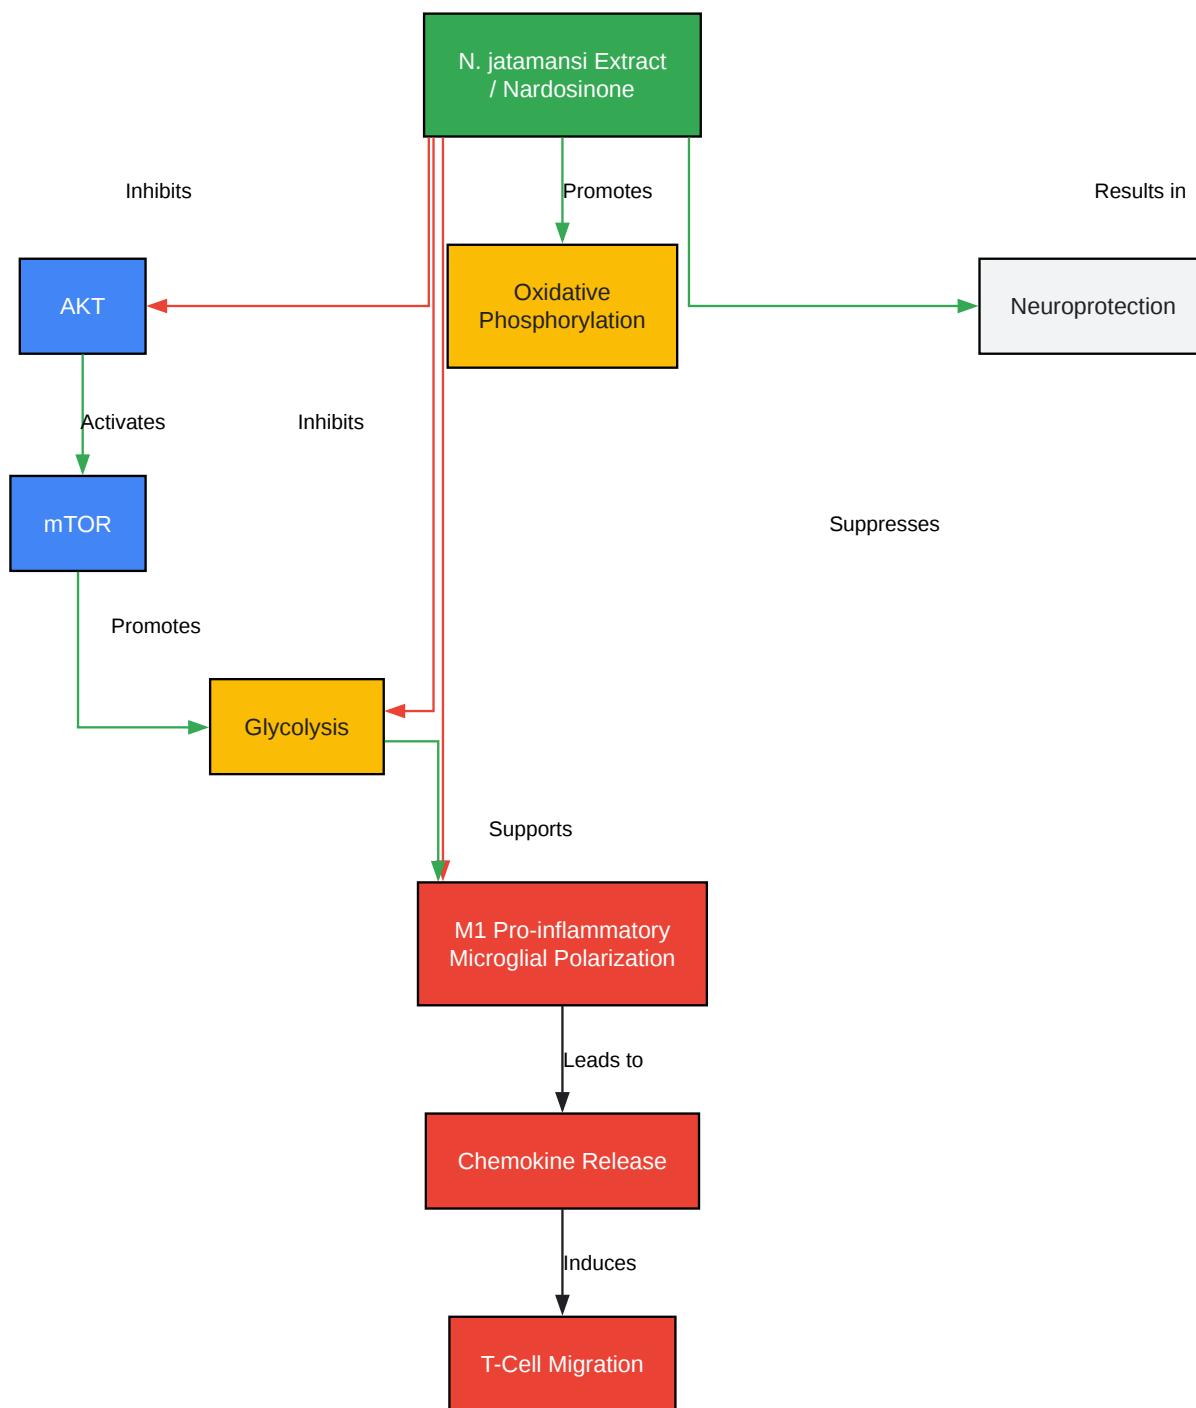 N. jatamansi Extract
/ Nardosinone
Inhibits
Promotes
Results in
AKT
Oxidative
Phosphorylation
Neuroprotection
Activates
Inhibits
mTOR
Suppresses
Promotes
Glycolysis
Supports
M1 Pro-inflammatory
Microglial Polarization
Leads to
Chemokine Release
Induces
T-Cell Migration